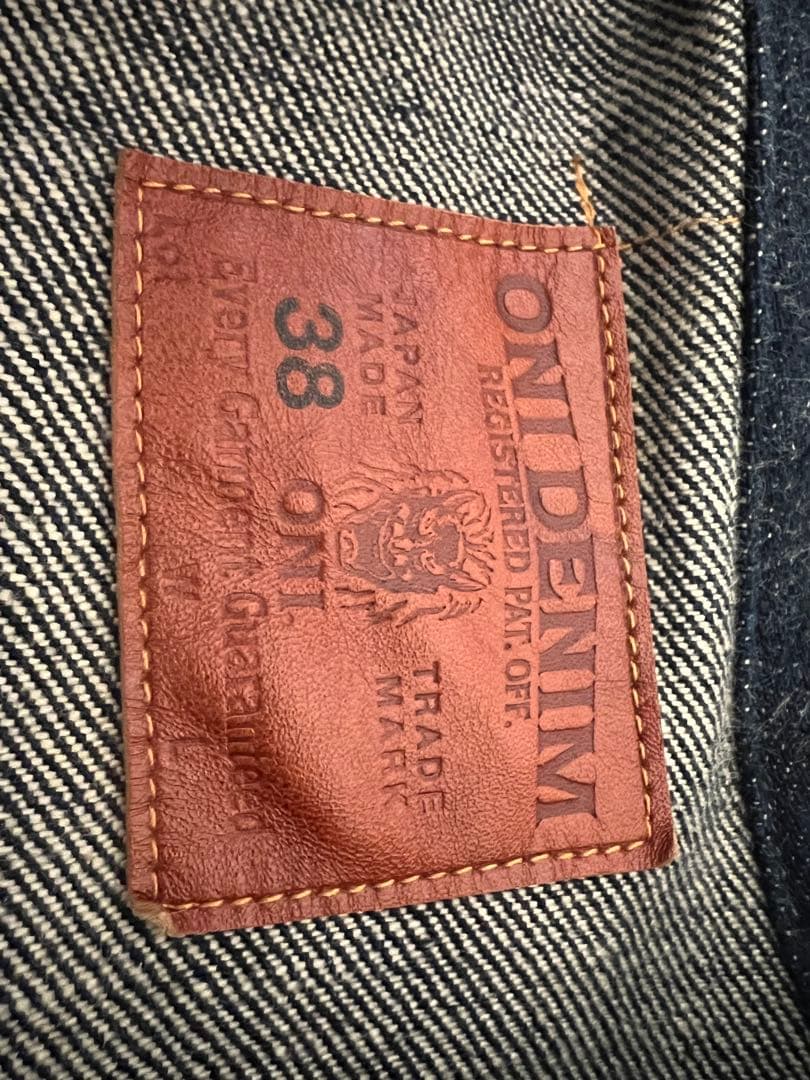 ONI DENIM
REGISTERED PAT. OFF.
JAPAN
MADE
TRADE
MARK
38
ONI.
Every Garment Guaranteed